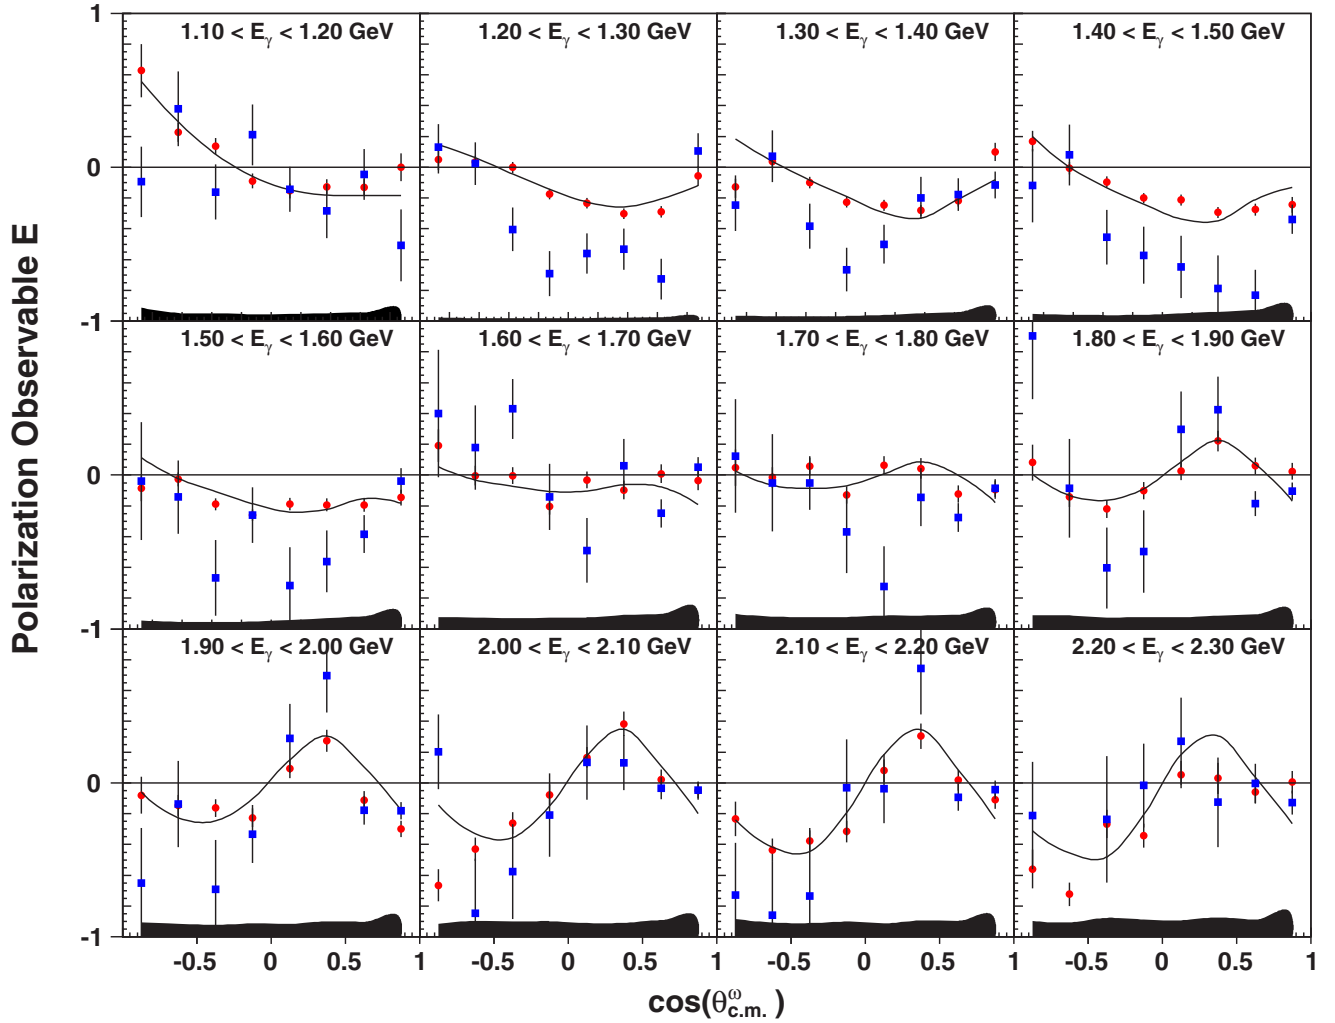 Polarization Observable E
1
1.10 < Eγ < 1.20 GeV
1.20 < Eγ < 1.30 GeV
1.30 < Eγ < 1.40 GeV
1.40 < Eγ < 1.50 GeV
0
-1
1.50 < Eγ < 1.60 GeV
1.60 < Eγ < 1.70 GeV
1.70 < Eγ < 1.80 GeV
1.80 < Eγ < 1.90 GeV
0
-1
1.90 < Eγ < 2.00 GeV
2.00 < Eγ < 2.10 GeV
2.10 < Eγ < 2.20 GeV
2.20 < Eγ < 2.30 GeV
0
-1
-0.5 0 0.5 1 -0.5 0 0.5 1 -0.5 0 0.5 1 -0.5 0 0.5 1
cos(θ^ω_c.m.)